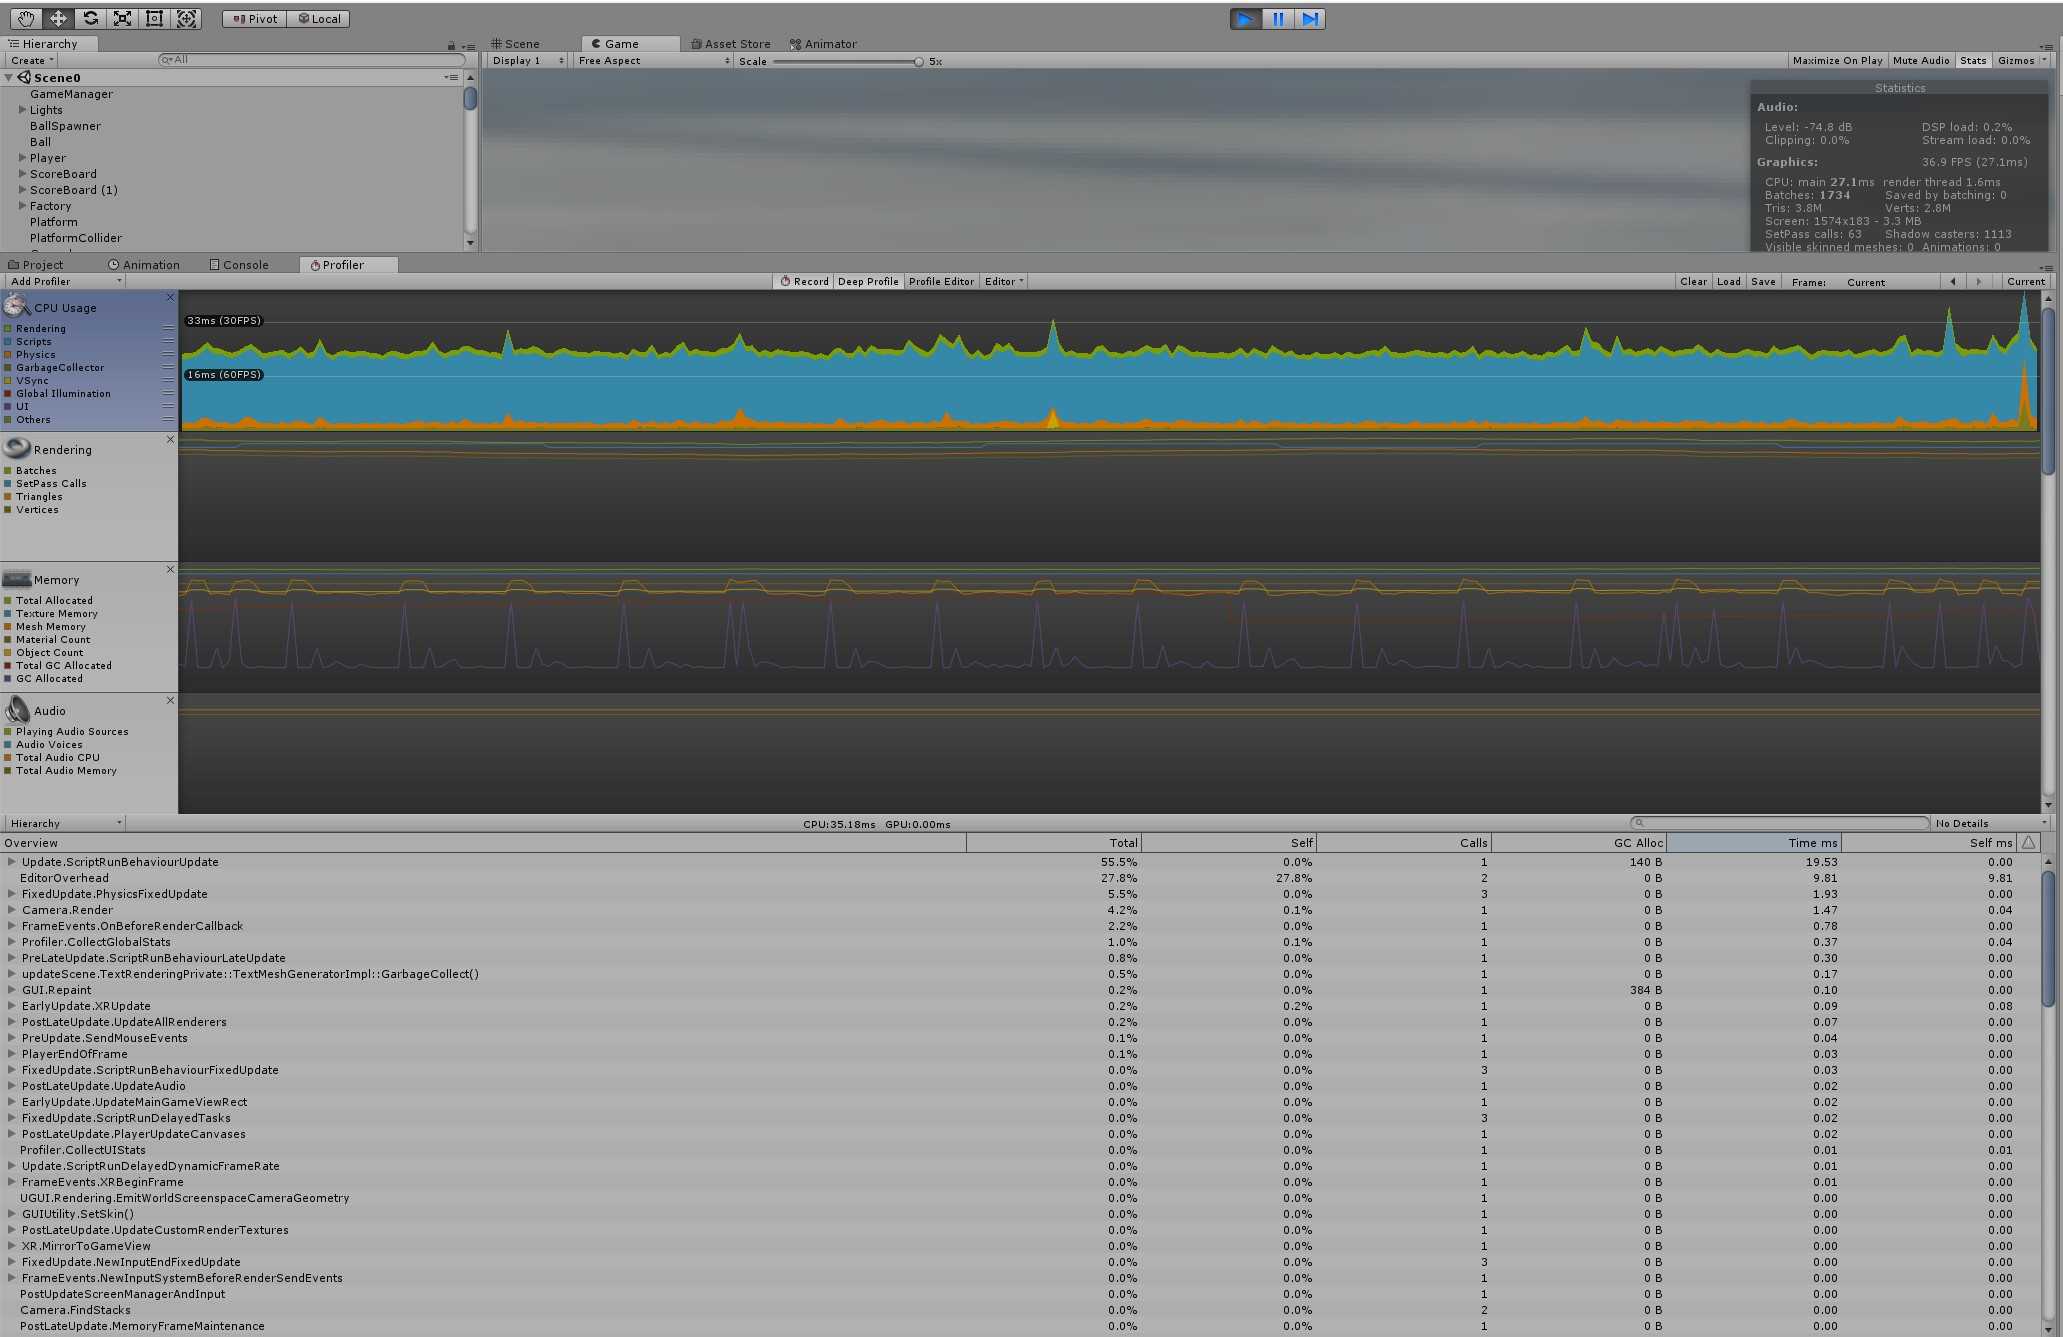 Pivot Local
Hierarchy
Scene Game Asset Store Animator
Create All
Display 1 Free Aspect Scale 5x Maximize On Play Mute Audio Stats Gizmos
Scene0
GameManager
Lights
BallSpawner
Ball
Player
ScoreBoard
ScoreBoard (1)
Factory
Platform
PlatformCollider
Statistics
Audio:
Level: -74.8 dB DSP load: 0.2%
Clipping: 0.0% Stream load: 0.0%
Graphics: 36.9 FPS (27.1ms)
CPU: main 27.1ms render thread 1.6ms
Batches: 1734 Saved by batching: 0
Tris: 3.8M Verts: 2.8M
Screen: 1574x183 - 3.3 MB
SetPass calls: 63 Shadow casters: 1113
Visible skinned meshes: 0 Animations: 0
Project Animation Console Profiler
Add Profiler Record Deep Profile Profile Editor Editor Clear Load Save Frame: Current Current
CPU Usage
Rendering
Scripts
Physics
GarbageCollector
VSync
Global Illumination
UI
Others
33ms (30FPS)
16ms (60FPS)
Rendering
Batches
SetPass Calls
Triangles
Vertices
Memory
Total Allocated
Texture Memory
Mesh Memory
Material Count
Object Count
Total GC Allocated
GC Allocated
Audio
Playing Audio Sources
Audio Voices
Total Audio CPU
Total Audio Memory
Hierarchy CPU:35.18ms GPU:0.00ms No Details
Overview Total Self Calls GC Alloc Time ms Self ms
Update.ScriptRunBehaviourUpdate 55.5% 0.0% 1 140 B 19.53 0.00
EditorOverhead 27.8% 27.8% 2 0 B 9.81 9.81
FixedUpdate.PhysicsFixedUpdate 5.5% 0.0% 3 0 B 1.93 0.00
Camera.Render 4.2% 0.1% 1 0 B 1.47 0.04
FrameEvents.OnBeforeRenderCallback 2.2% 0.0% 1 0 B 0.78 0.00
Profiler.CollectGlobalStats 1.0% 0.1% 1 0 B 0.37 0.04
PreLateUpdate.ScriptRunBehaviourLateUpdate 0.8% 0.0% 1 0 B 0.30 0.00
updateScene.TextRenderingPrivate::TextMeshGeneratorImpl::GarbageCollect() 0.5% 0.0% 1 0 B 0.17 0.00
GUI.Repaint 0.2% 0.0% 1 384 B 0.10 0.00
EarlyUpdate.XRUpdate 0.2% 0.2% 1 0 B 0.09 0.08
PostLateUpdate.UpdateAllRenderers 0.2% 0.0% 1 0 B 0.07 0.00
PreUpdate.SendMouseEvents 0.1% 0.0% 1 0 B 0.04 0.00
PlayerEndOfFrame 0.1% 0.0% 1 0 B 0.03 0.00
FixedUpdate.ScriptRunBehaviourFixedUpdate 0.0% 0.0% 3 0 B 0.03 0.00
PostLateUpdate.UpdateAudio 0.0% 0.0% 1 0 B 0.02 0.00
EarlyUpdate.UpdateMainGameViewRect 0.0% 0.0% 1 0 B 0.02 0.00
FixedUpdate.ScriptRunDelayedTasks 0.0% 0.0% 3 0 B 0.02 0.00
PostLateUpdate.PlayerUpdateCanvases 0.0% 0.0% 1 0 B 0.02 0.00
Profiler.CollectUIStats 0.0% 0.0% 1 0 B 0.01 0.01
Update.ScriptRunDelayedDynamicFrameRate 0.0% 0.0% 1 0 B 0.01 0.00
FrameEvents.XRBeginFrame 0.0% 0.0% 1 0 B 0.01 0.00
UGUI.Rendering.EmitWorldScreenspaceCameraGeometry 0.0% 0.0% 1 0 B 0.00 0.00
GUIUtility.SetSkin() 0.0% 0.0% 1 0 B 0.00 0.00
PostLateUpdate.UpdateCustomRenderTextures 0.0% 0.0% 1 0 B 0.00 0.00
XR.MirrorToGameView 0.0% 0.0% 1 0 B 0.00 0.00
FixedUpdate.NewInputEndFixedUpdate 0.0% 0.0% 3 0 B 0.00 0.00
FrameEvents.NewInputSystemBeforeRenderSendEvents 0.0% 0.0% 1 0 B 0.00 0.00
PostUpdateScreenManagerAndInput 0.0% 0.0% 1 0 B 0.00 0.00
Camera.FindStacks 0.0% 0.0% 2 0 B 0.00 0.00
PostLateUpdate.MemoryFrameMaintenance 0.0% 0.0% 1 0 B 0.00 0.00